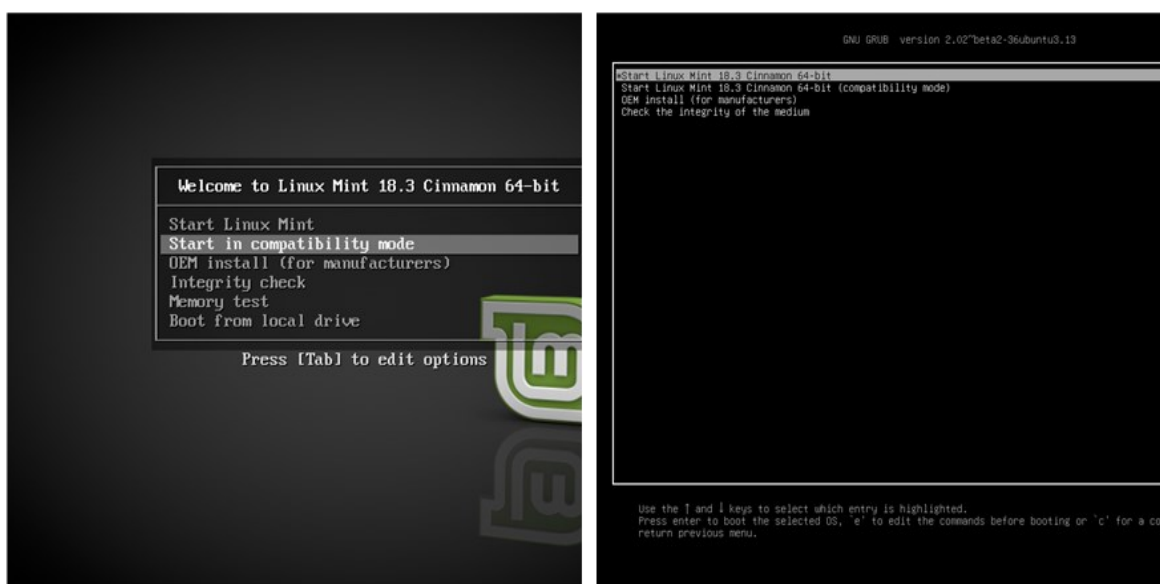 Welcome to Linux Mint 18.3 Cinnamon 64-bit
Start Linux Mint
Start in compatibility mode
OEM install (for manufacturers)
Integrity check
Memory test
Boot from local drive
Press [Tab] to edit options
lm
GNU GRUB version 2.02~beta2-36ubuntu3.13
*Start Linux Mint 18.3 Cinnamon 64-bit
Start Linux Mint 18.3 Cinnamon 64-bit (compatibility mode)
OEM install (for manufacturers)
Check the integrity of the medium
Use the ↑ and ↓ keys to select which entry is highlighted.
Press enter to boot the selected OS, `e' to edit the commands before booting or `c' for a co
return previous menu.